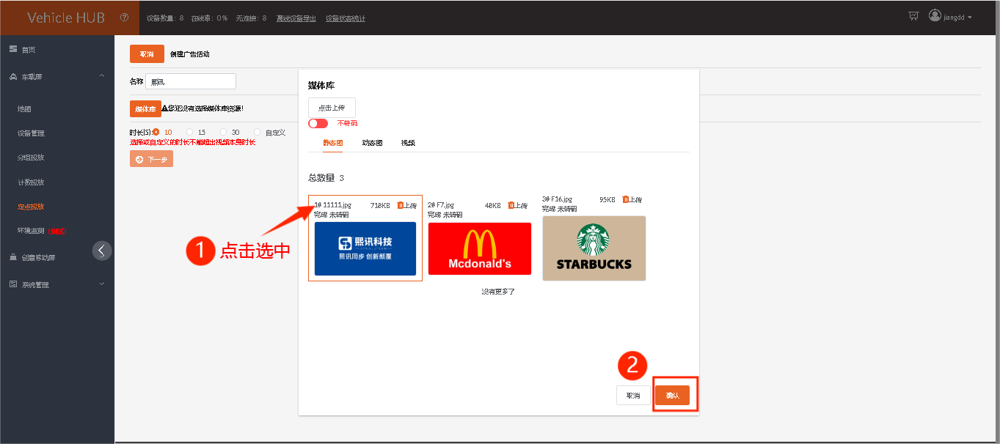 Vehicle HUB
设备数量：8 在线率：0% 无连接：8 离线设备导出 设备状态统计
jiangdd
首页
车载屏
地图
设备管理
分组投放
计数投放
定点投放
环境监测 (测试)
创意移动屏
系统管理
取消 创建广告活动
名称 熙讯
媒体库 您还没有选择媒体库资源!
时长(S): 10 15 30 自定义
选择或自定义的时长不能超出视频本身时长
下一步
媒体库
点击上传
不转码
静态图 动态图 视频
总数量 3
1# 11111.jpg 718KB 上传
完成 未转码
熙讯科技
熙讯同步 创新颠覆
2# F7.jpg 48KB 上传
完成 未转码
Mcdonald's
3# F16.jpg 95KB 上传
完成 未转码
STARBUCKS
没有更多了
1 点击选中
2
取消 确认